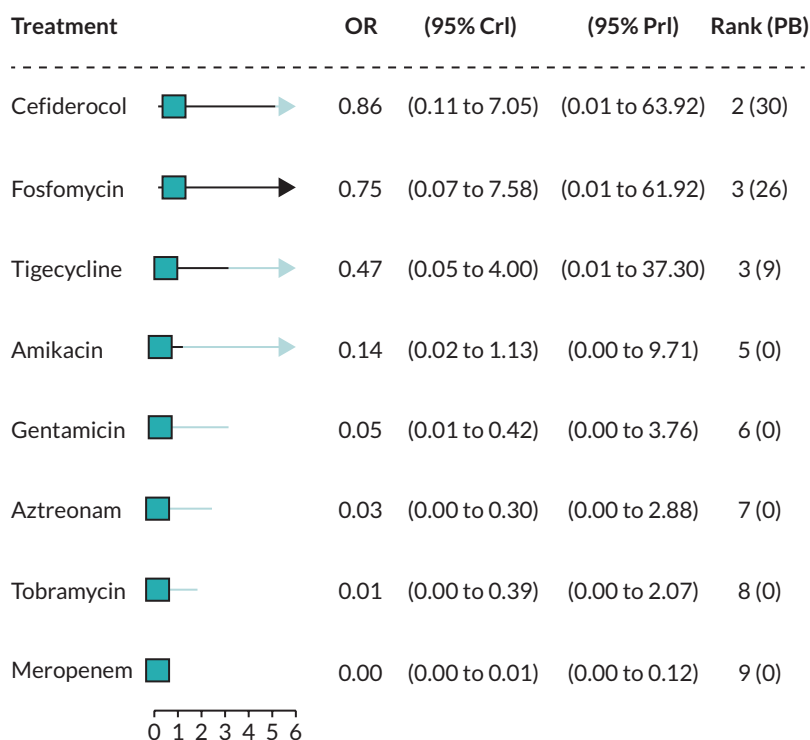 Treatment OR (95% Crl) (95% Prl) Rank (PB)
Cefiderocol 0.86 (0.11 to 7.05) (0.01 to 63.92) 2 (30)
Fosfomycin 0.75 (0.07 to 7.58) (0.01 to 61.92) 3 (26)
Tigecycline 0.47 (0.05 to 4.00) (0.01 to 37.30) 3 (9)
Amikacin 0.14 (0.02 to 1.13) (0.00 to 9.71) 5 (0)
Gentamicin 0.05 (0.01 to 0.42) (0.00 to 3.76) 6 (0)
Aztreonam 0.03 (0.00 to 0.30) (0.00 to 2.88) 7 (0)
Tobramycin 0.01 (0.00 to 0.39) (0.00 to 2.07) 8 (0)
Meropenem 0.00 (0.00 to 0.01) (0.00 to 0.12) 9 (0)
0 1 2 3 4 5 6